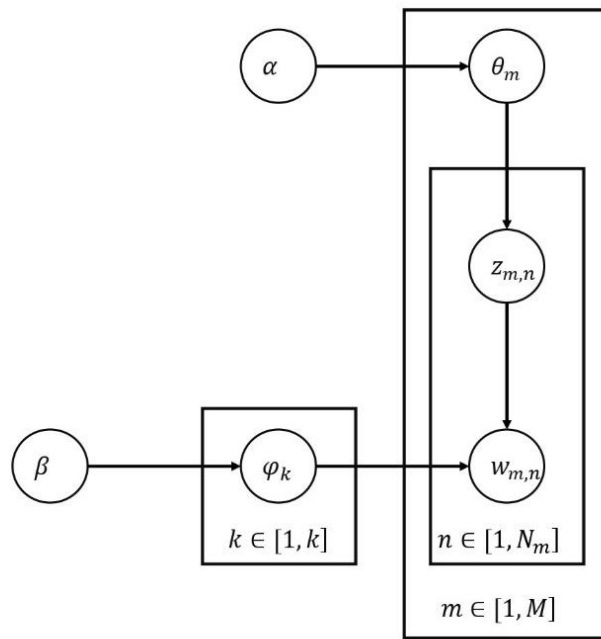 α
θ_m
z_{m,n}
β
φ_k
w_{m,n}
k ∈ [1, k]
n ∈ [1, N_m]
m ∈ [1, M]